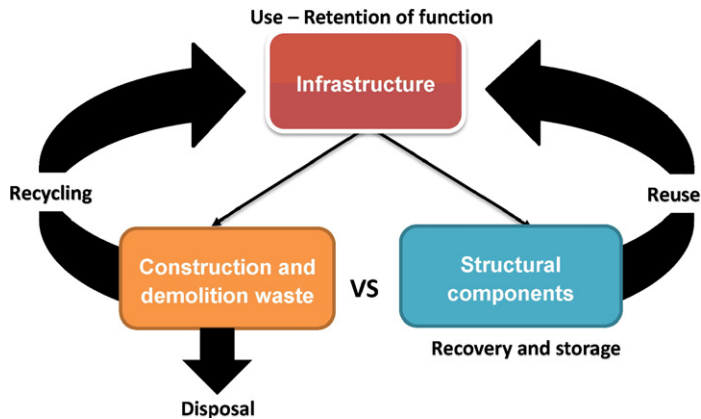 Use – Retention of function
Infrastructure
Recycling
Reuse
Construction and
demolition waste
VS
Structural
components
Recovery and storage
Disposal